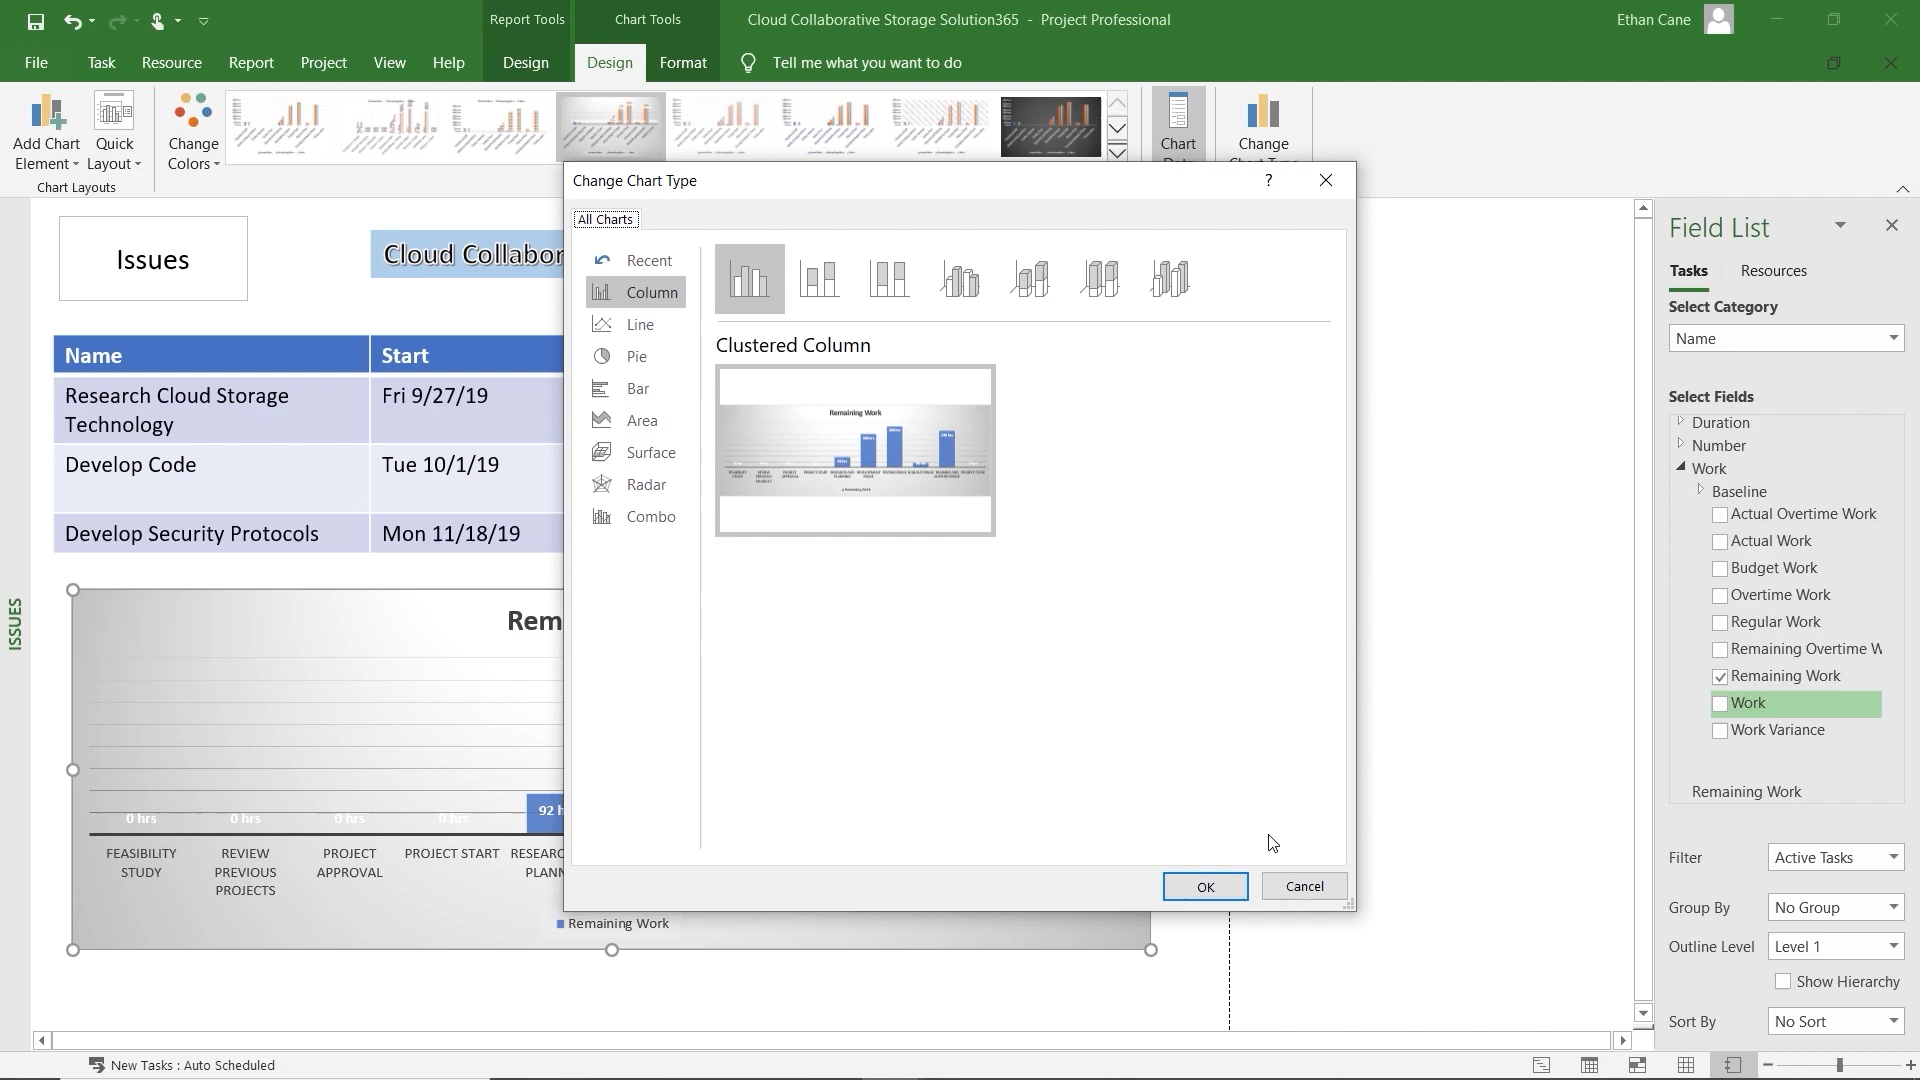 Report Tools
Chart Tools
Cloud Collaborative Storage Solution365 - Project Professional
Ethan Cane
File
Task
Resource
Report
Project
View
Help
Design
Design
Format
Tell me what you want to do
Add Chart
Element
Quick
Layout
Change
Colors
Chart
Change
Chart Layouts
Change Chart Type
?
All Charts
Recent
Column
Line
Pie
Bar
Area
Surface
Radar
Combo
Clustered Column
Remaining Work
OK
Cancel
Issues
Cloud Collabor
Name
Start
Research Cloud Storage
Technology
Fri 9/27/19
Develop Code
Tue 10/1/19
Develop Security Protocols
Mon 11/18/19
ISSUES
Rem
0 hrs
0 hrs
0 hrs
0 hrs
92 h
FEASIBILITY
STUDY
REVIEW
PREVIOUS
PROJECTS
PROJECT
APPROVAL
PROJECT START
RESEARC
PLANN
Remaining Work
Field List
Tasks
Resources
Select Category
Name
Select Fields
Duration
Number
Work
Baseline
Actual Overtime Work
Actual Work
Budget Work
Overtime Work
Regular Work
Remaining Overtime W
Remaining Work
Work
Work Variance
Remaining Work
Filter
Active Tasks
Group By
No Group
Outline Level
Level 1
Show Hierarchy
Sort By
No Sort
New Tasks : Auto Scheduled